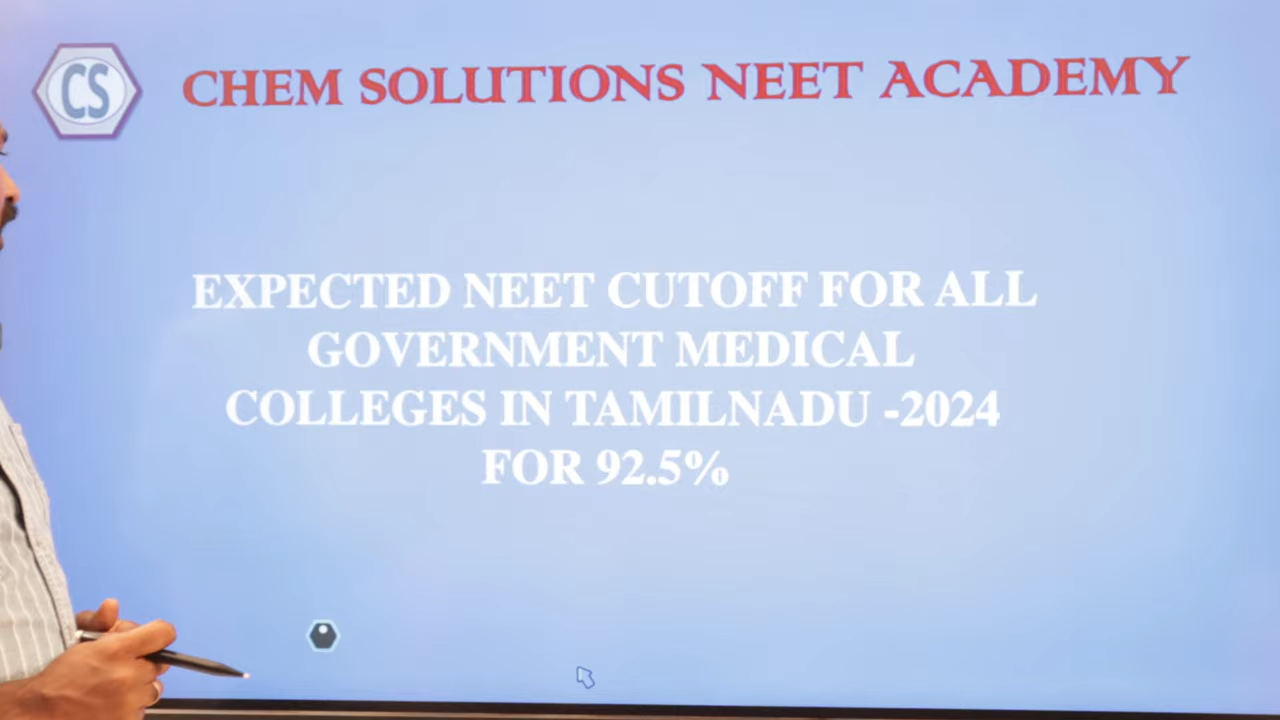 CS
CHEM SOLUTIONS NEET ACADEMY
EXPECTED NEET CUTOFF FOR ALL
GOVERNMENT MEDICAL
COLLEGES IN TAMILNADU -2024
FOR 92.5%